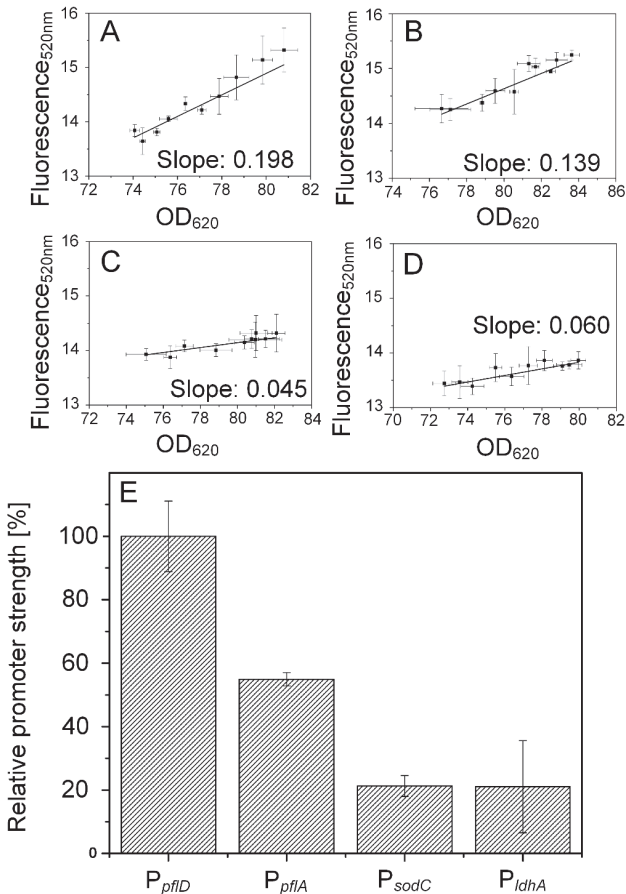 A
Fluorescence520nm
16
15
14
13
72 74 76 78 80 82
Slope: 0.198
OD620
B
Fluorescence520nm
16
15
14
13
74 76 78 80 82 84 86
Slope: 0.139
OD620
C
Fluorescence520nm
16
15
14
13
72 74 76 78 80 82 84
Slope: 0.045
OD620
D
Fluorescence520nm
16
15
14
13
70 72 74 76 78 80 82
Slope: 0.060
OD620
E
Relative promoter strength [%]
100
80
60
40
20
0
PpflD PpflA PsodC PldhA